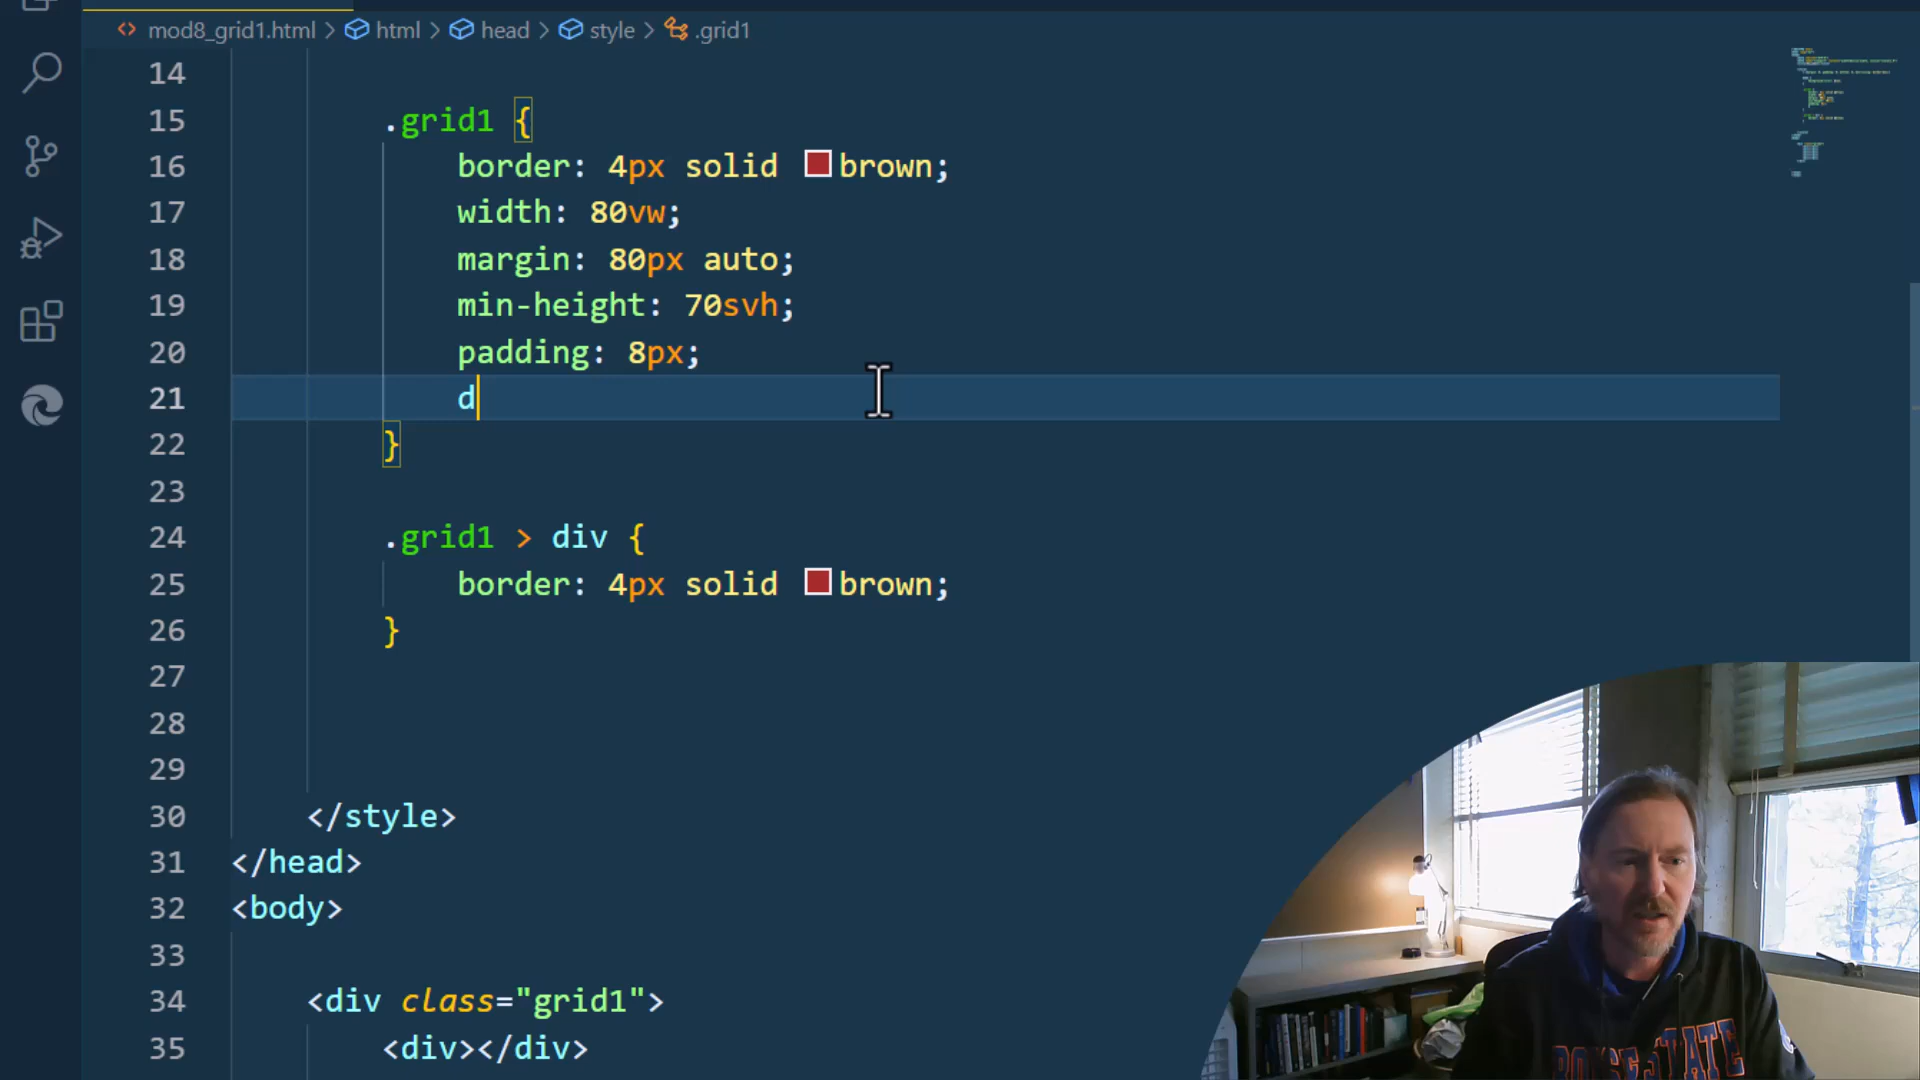 mod8_grid1.html > html > head > style > .grid1
14
15 .grid1 {
16 border: 4px solid brown;
17 width: 80vw;
18 margin: 80px auto;
19 min-height: 70svh;
20 padding: 8px;
21 d
22 }
23
24 .grid1 > div {
25 border: 4px solid brown;
26 }
27
28
29
30 </style>
31 </head>
32 <body>
33
34 <div class="grid1">
35 <div></div>